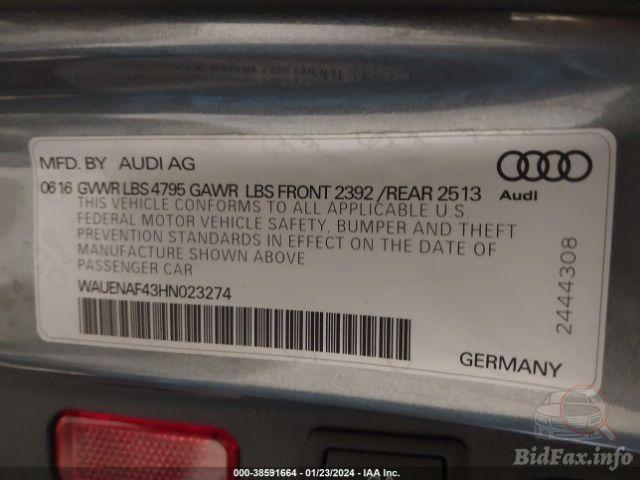 MFD. BY AUDI AG
Audi
0616 GVWR LBS 4795 GAWR LBS FRONT 2392 /REAR 2513
THIS VEHICLE CONFORMS TO ALL APPLICABLE U.S.
FEDERAL MOTOR VEHICLE SAFETY, BUMPER AND THEFT
PREVENTION STANDARDS IN EFFECT ON THE DATE OF
MANUFACTURE SHOWN ABOVE
PASSENGER CAR
WAUENAF43HN023274
2444308
GERMANY
BidFax.info
000-38591664 - 01/23/2024 - IAA Inc.